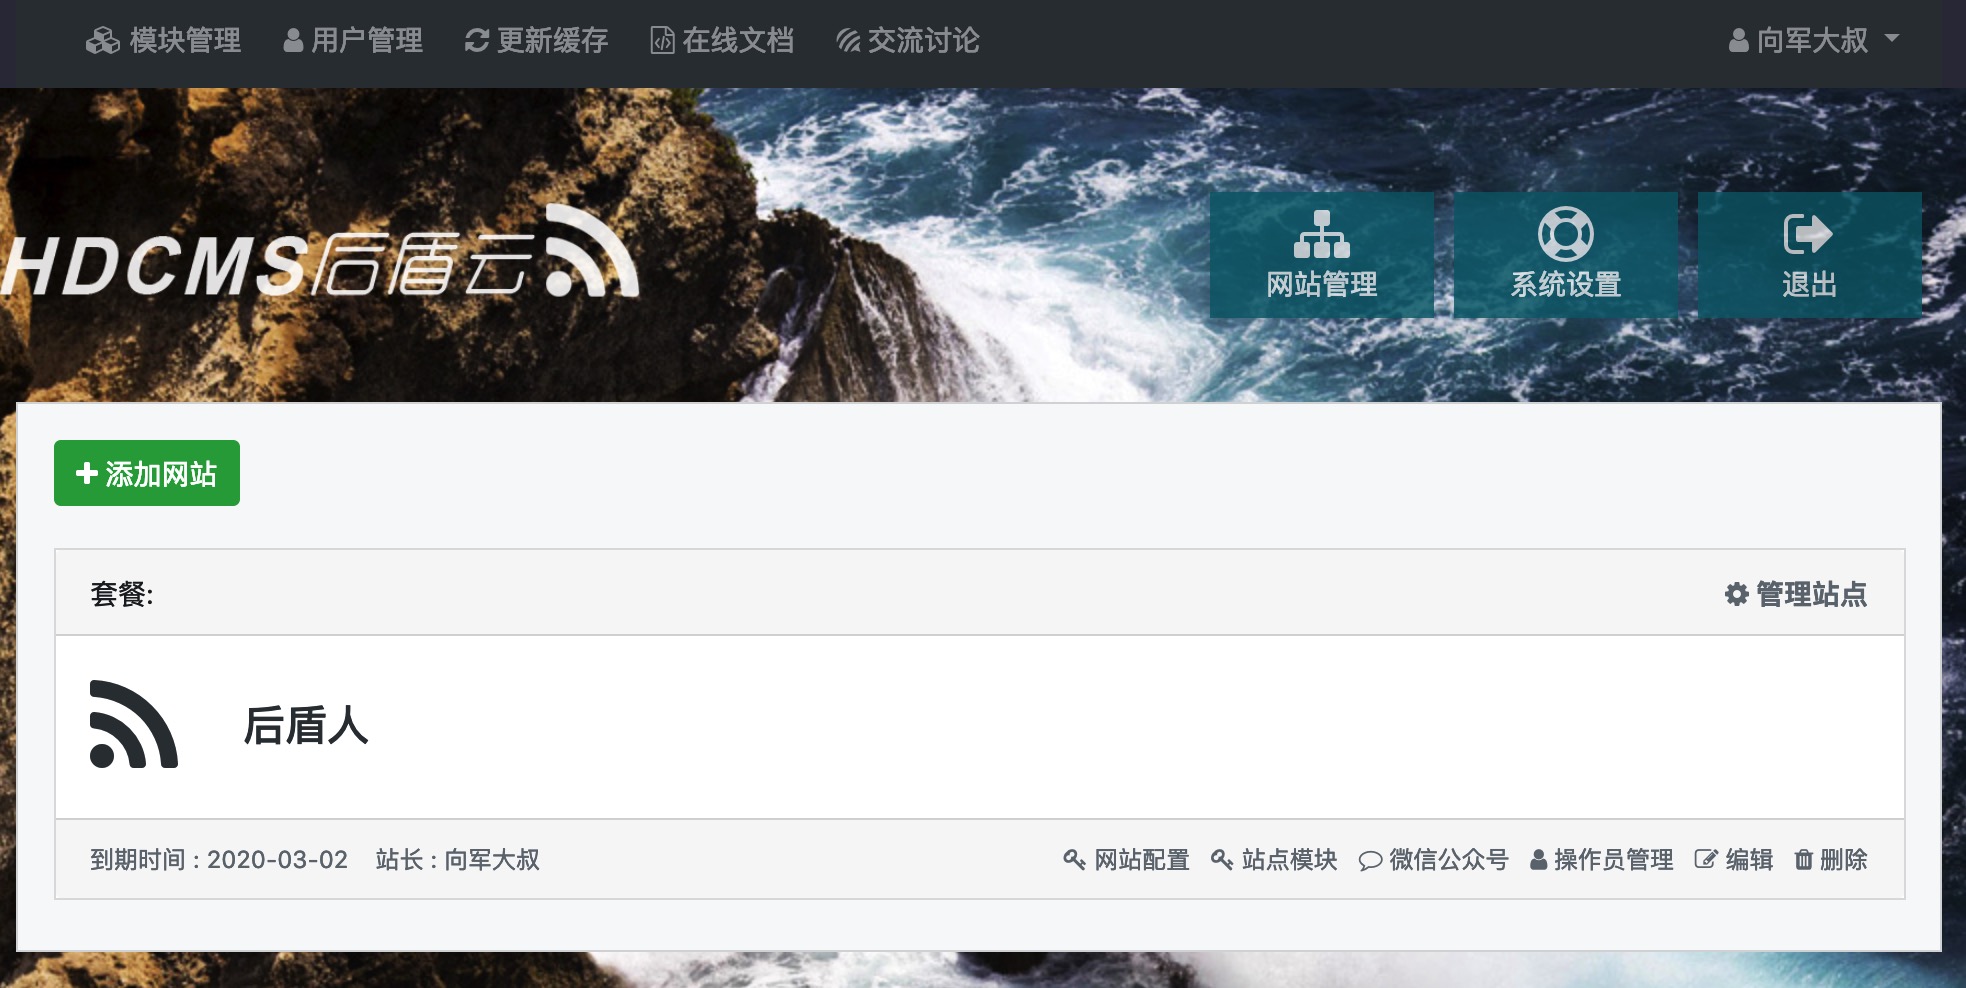 模块管理 用户管理 更新缓存 在线文档 交流讨论 向军大叔
HDCMS后盾云
网站管理 系统设置 退出
添加网站
套餐: 管理站点
后盾人
到期时间 : 2020-03-02 站长 : 向军大叔 网站配置 站点模块 微信公众号 操作员管理 编辑 删除